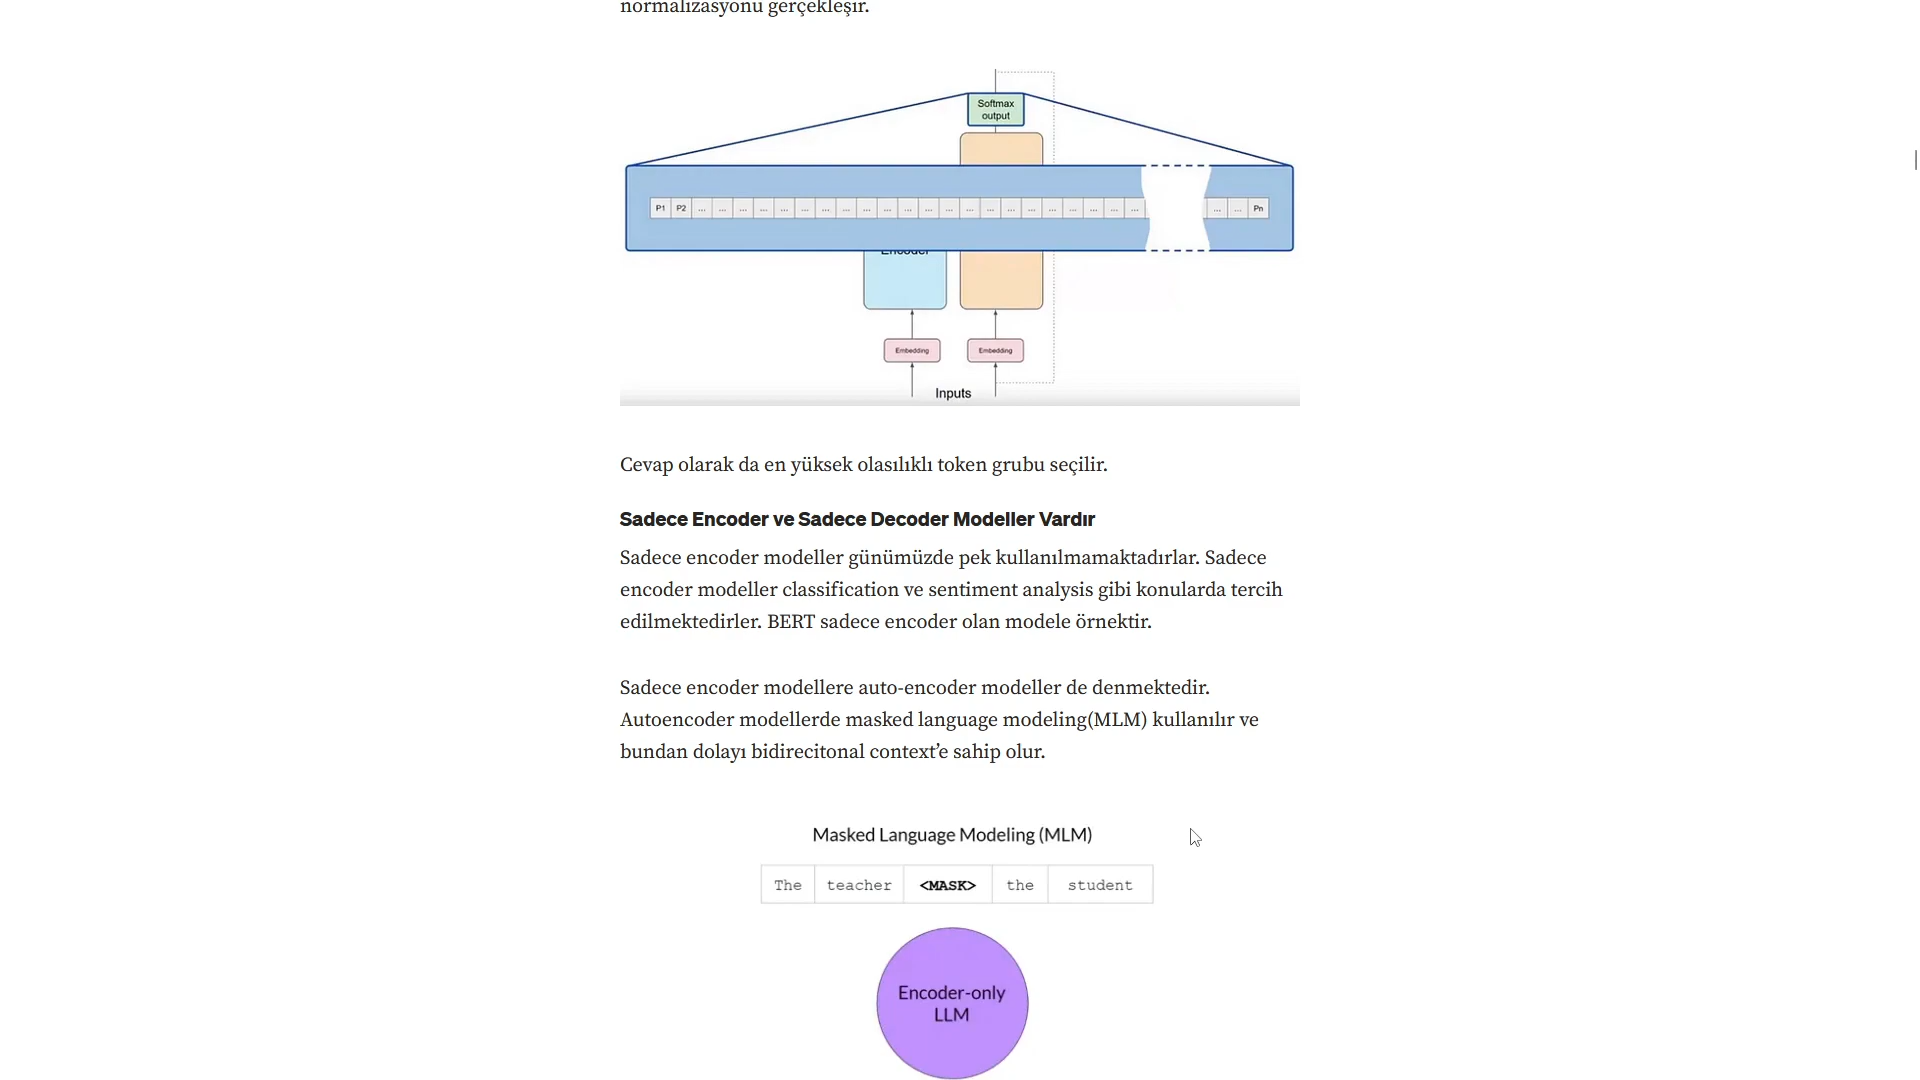 normalizasyonu gerçekleşir.
Softmax
output
P1 P2 ... ... ... ... ... ... ... ... ... ... ... ... ... ... ... ... ... ... ... ... ... ... ... ... Pn
Encoder
Embedding Embedding
Inputs
Cevap olarak da en yüksek olasılıklı token grubu seçilir.
Sadece Encoder ve Sadece Decoder Modeller Vardır
Sadece encoder modeller günümüzde pek kullanılmamaktadırlar. Sadece
encoder modeller classification ve sentiment analysis gibi konularda tercih
edilmektedirler. BERT sadece encoder olan modele örnektir.
Sadece encoder modellere auto-encoder modeller de denmektedir.
Autoencoder modellerde masked language modeling(MLM) kullanılır ve
bundan dolayı bidirecitonal context’e sahip olur.
Masked Language Modeling (MLM)
The teacher <MASK> the student
Encoder-only
LLM